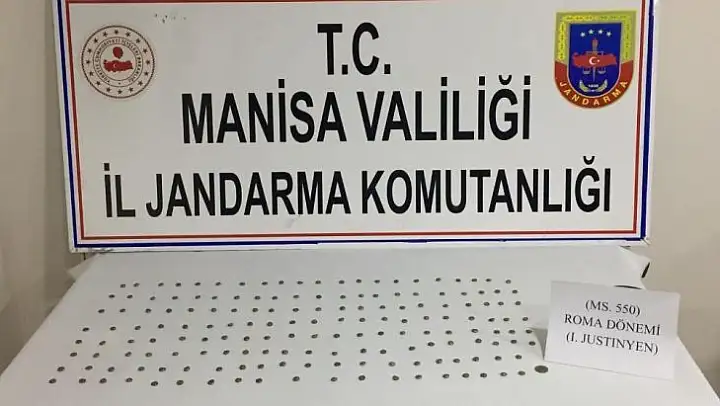 T.C.
MANİSA VALİLİĞİ
İL JANDARMA KOMUTANLIĞI
JANDARMA
(MS. 550)
ROMA DÖNEMİ
(I. JUSTINYEN)